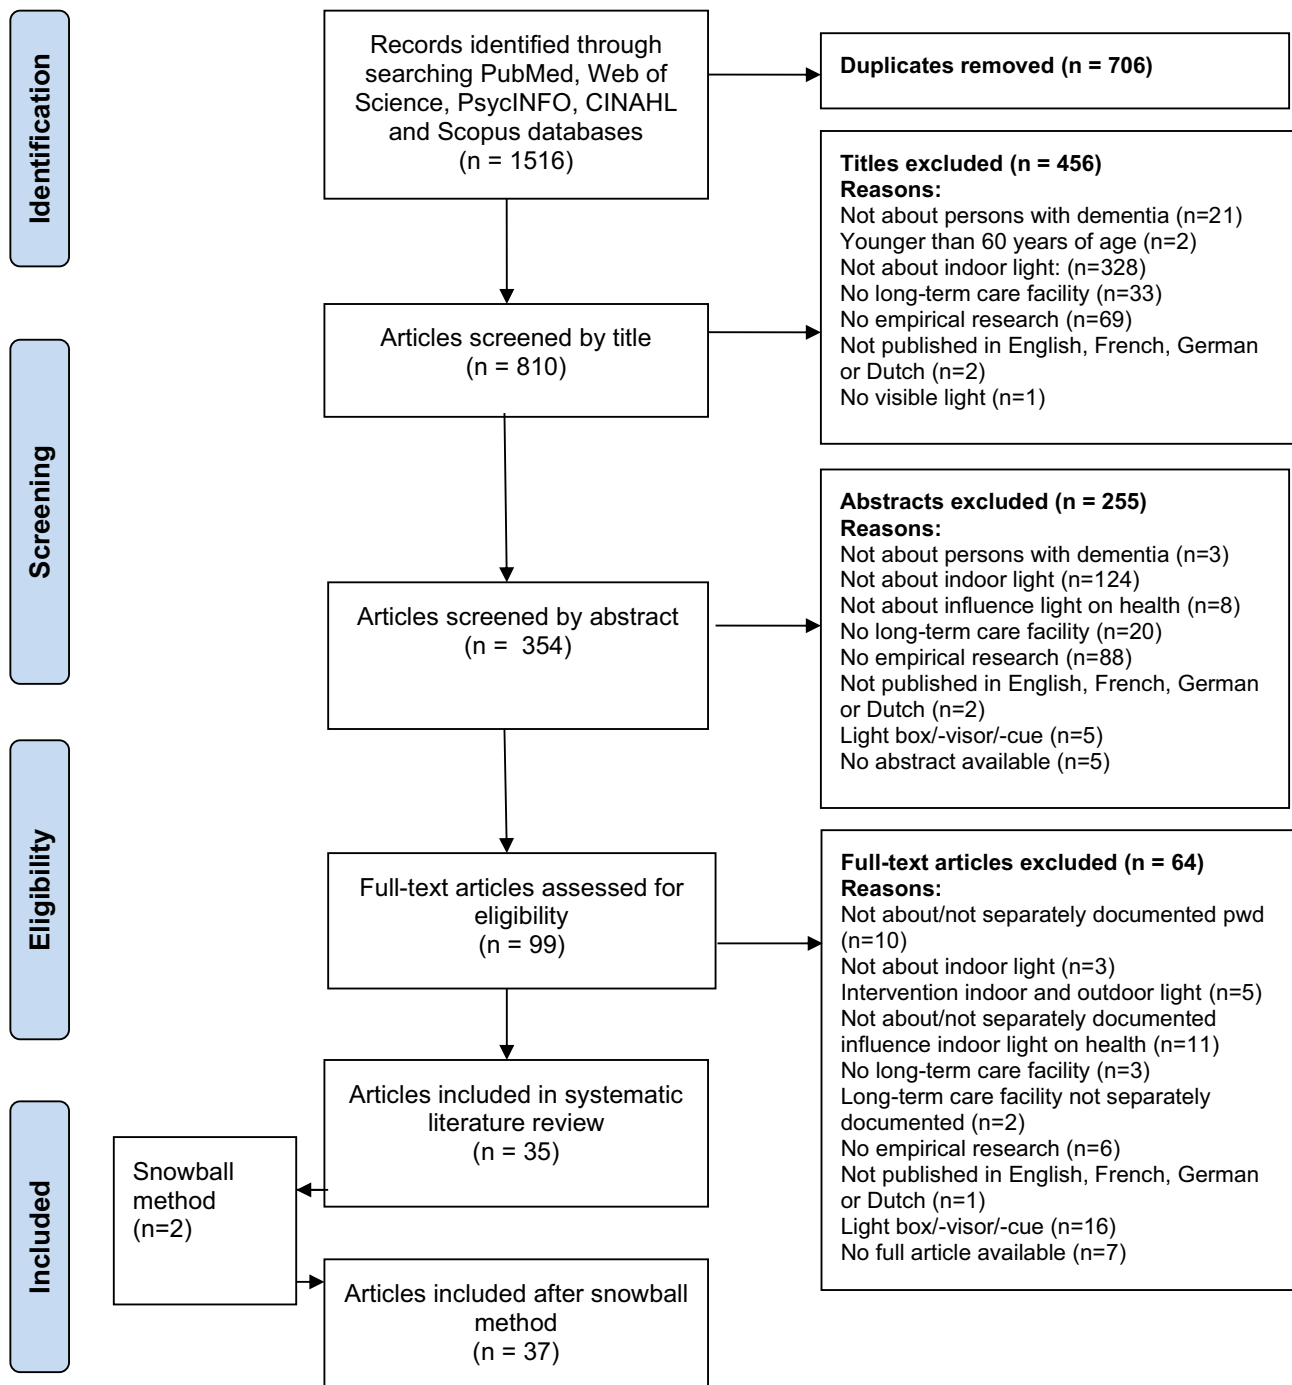 Identification
Records identified through
searching PubMed, Web of
Science, PsycINFO, CINAHL
and Scopus databases
(n = 1516)
Duplicates removed (n = 706)
Titles excluded (n = 456)
Reasons:
Not about persons with dementia (n=21)
Younger than 60 years of age (n=2)
Not about indoor light: (n=328)
No long-term care facility (n=33)
No empirical research (n=69)
Not published in English, French, German
or Dutch (n=2)
No visible light (n=1)
Screening
Articles screened by title
(n = 810)
Articles screened by abstract
(n = 354)
Abstracts excluded (n = 255)
Reasons:
Not about persons with dementia (n=3)
Not about indoor light (n=124)
Not about influence light on health (n=8)
No long-term care facility (n=20)
No empirical research (n=88)
Not published in English, French, German
or Dutch (n=2)
Light box/-visor/-cue (n=5)
No abstract available (n=5)
Eligibility
Full-text articles assessed for
eligibility
(n = 99)
Full-text articles excluded (n = 64)
Reasons:
Not about/not separately documented pwd
(n=10)
Not about indoor light (n=3)
Intervention indoor and outdoor light (n=5)
Not about/not separately documented
influence indoor light on health (n=11)
No long-term care facility (n=3)
Long-term care facility not separately
documented (n=2)
No empirical research (n=6)
Not published in English, French, German
or Dutch (n=1)
Light box/-visor/-cue (n=16)
No full article available (n=7)
Included
Articles included in systematic
literature review
(n = 35)
Snowball
method
(n=2)
Articles included after snowball
method
(n = 37)